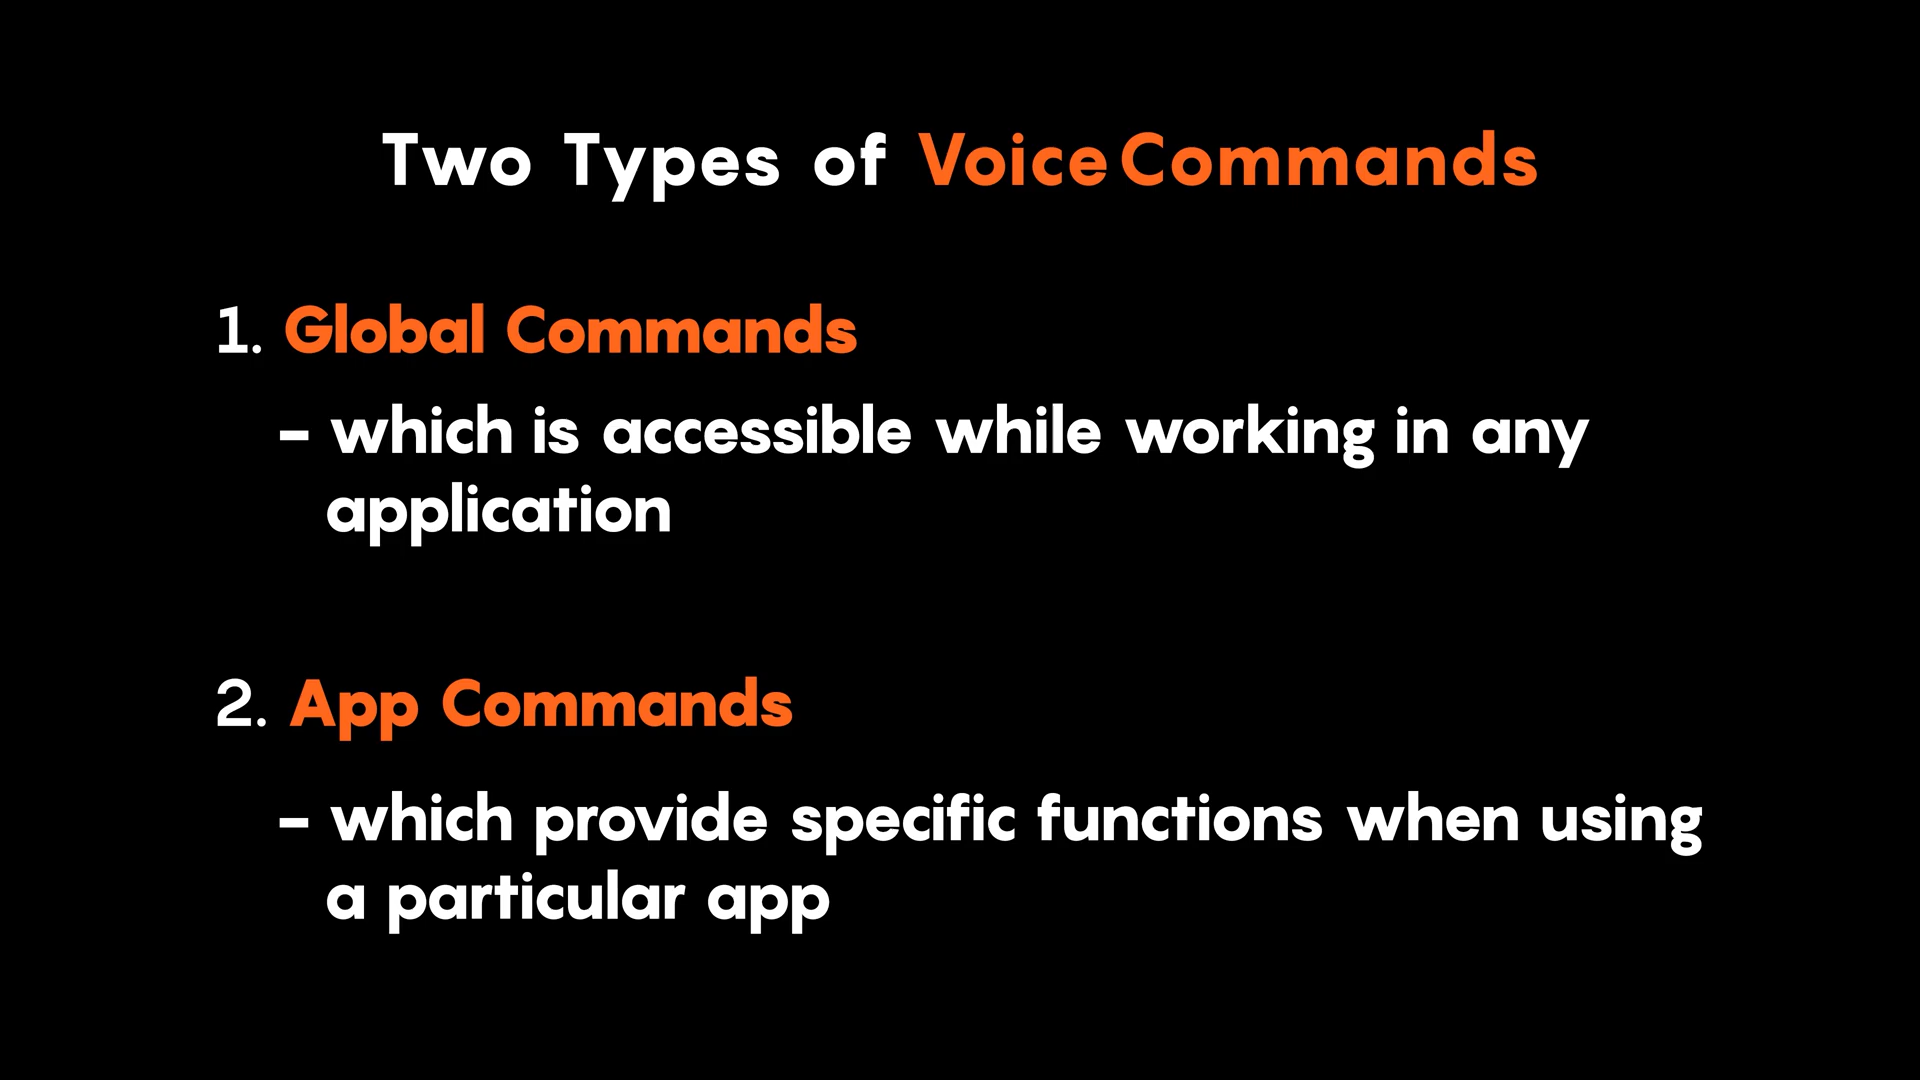 Two Types of Voice Commands
1. Global Commands
- which is accessible while working in any
application
2. App Commands
- which provide specific functions when using
a particular app